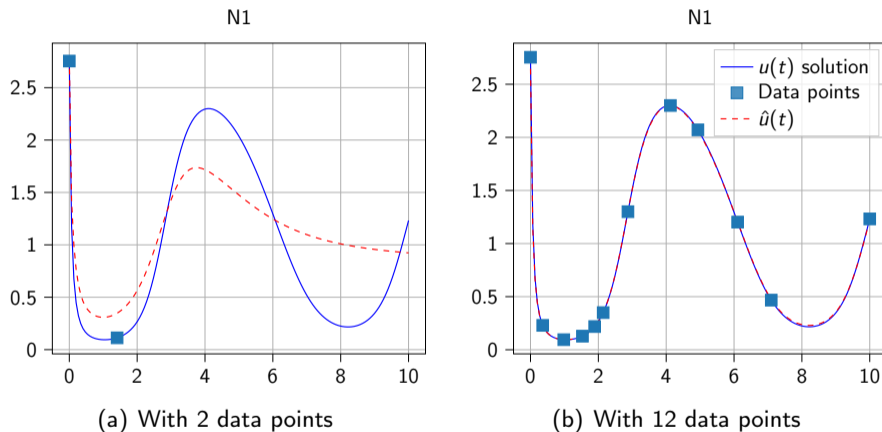 N1
2.5
2
1.5
1
0.5
0
0 2 4 6 8 10
(a) With 2 data points
N1
u(t) solution
Data points
û(t)
2.5
2
1.5
1
0.5
0
0 2 4 6 8 10
(b) With 12 data points